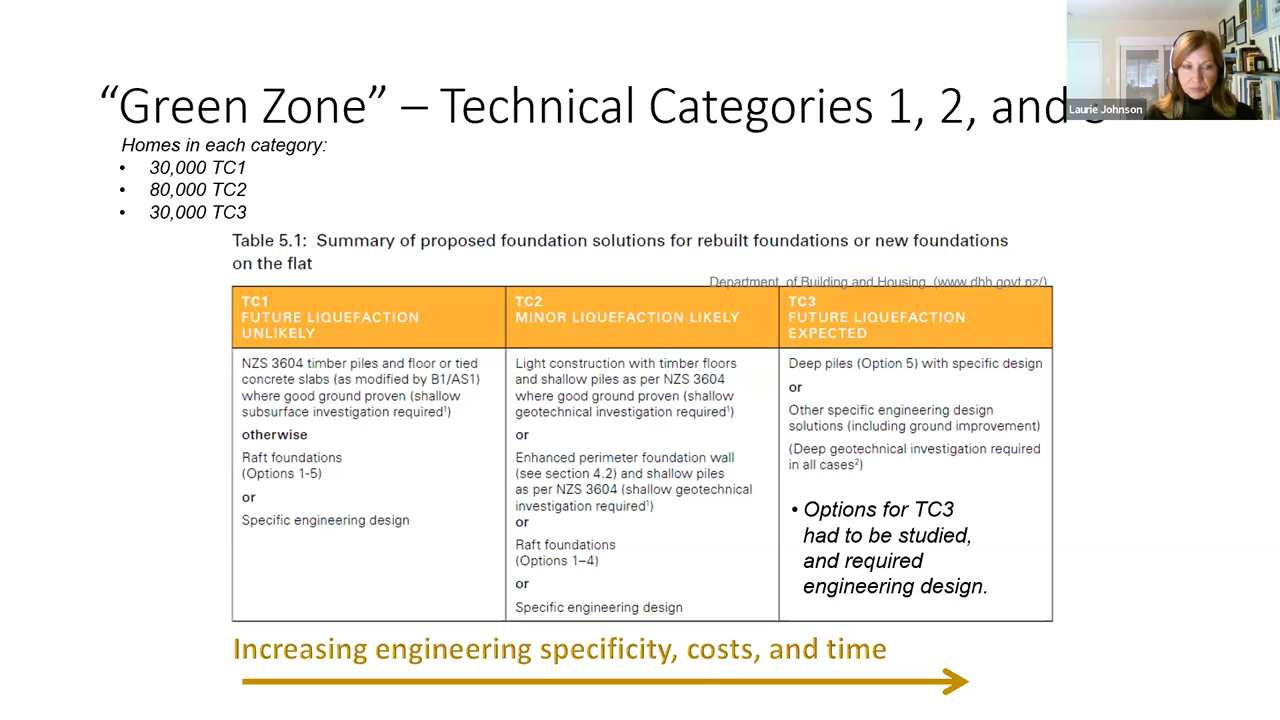 “Green Zone” – Technical Categories 1, 2, and
Laurie Johnson
Homes in each category:
• 30,000 TC1
• 80,000 TC2
• 30,000 TC3
Table 5.1: Summary of proposed foundation solutions for rebuilt foundations or new foundations
on the flat
Department of Building and Housing (www.dbh.govt.nz/)
TC1
FUTURE LIQUEFACTION
UNLIKELY
NZS 3604 timber piles and floor or tied
concrete slabs (as modified by B1/AS1)
where good ground proven (shallow
subsurface investigation required¹)
otherwise
Raft foundations
(Options 1-5)
or
Specific engineering design
TC2
MINOR LIQUEFACTION LIKELY
Light construction with timber floors
and shallow piles as per NZS 3604
where good ground proven (shallow
geotechnical investigation required¹)
or
Enhanced perimeter foundation wall
(see section 4.2) and shallow piles
as per NZS 3604 (shallow geotechnical
investigation required¹)
or
Raft foundations
(Options 1–4)
or
Specific engineering design
TC3
FUTURE LIQUEFACTION
EXPECTED
Deep piles (Option 5) with specific design
or
Other specific engineering design
solutions (including ground improvement)
(Deep geotechnical investigation required
in all cases²)
• Options for TC3
had to be studied,
and required
engineering design.
Increasing engineering specificity, costs, and time